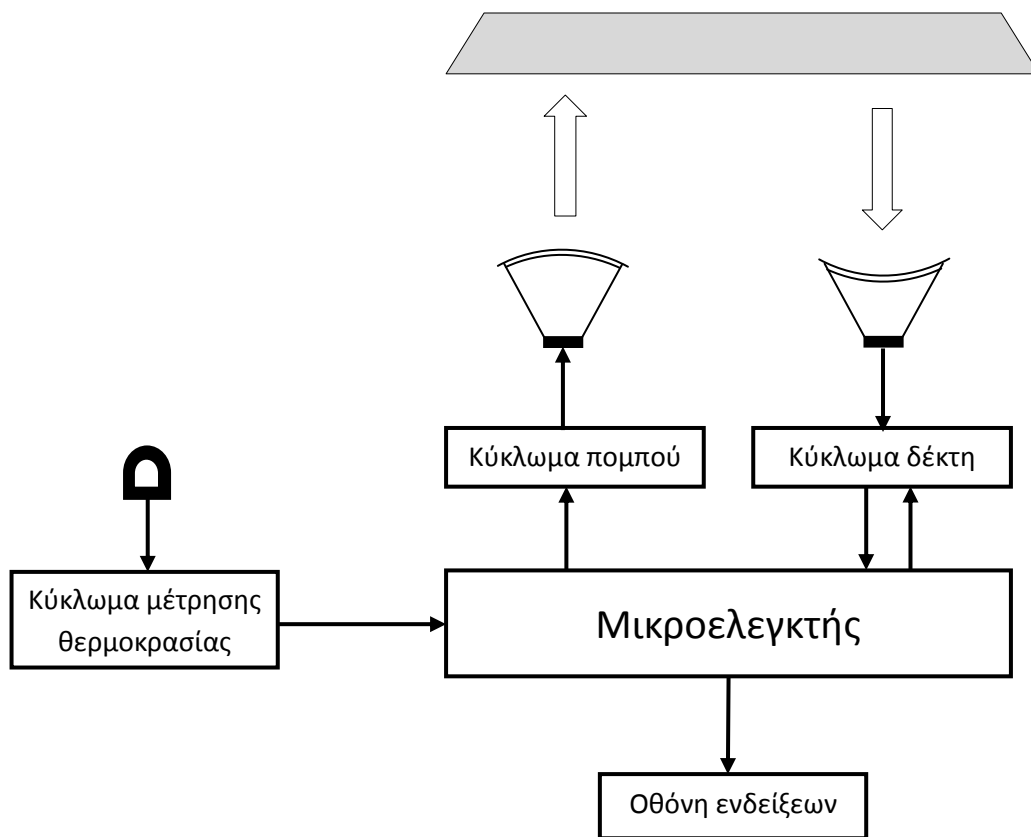 Κύκλωμα πομπού
Κύκλωμα δέκτη
Κύκλωμα μέτρησης
θερμοκρασίας
Μικροελεγκτής
Οθόνη ενδείξεων